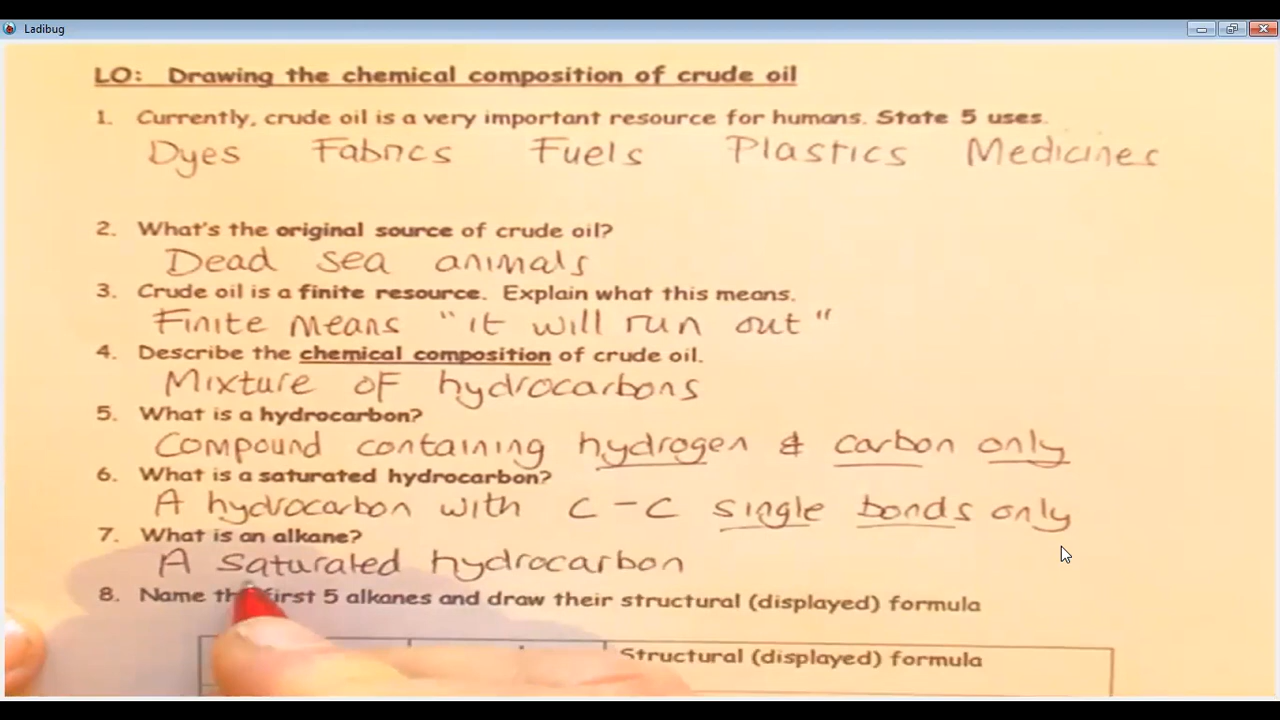 Ladibug
LO: Drawing the chemical composition of crude oil
1. Currently, crude oil is a very important resource for humans. State 5 uses.
Dyes Fabrics Fuels Plastics Medicines
2. What's the original source of crude oil?
Dead sea animals
3. Crude oil is a finite resource. Explain what this means.
Finite means "it will run out"
4. Describe the chemical composition of crude oil.
Mixture of hydrocarbons
5. What is a hydrocarbon?
Compound containing hydrogen & carbon only
6. What is a saturated hydrocarbon?
A hydrocarbon with C-C single bonds only
7. What is an alkane?
A saturated hydrocarbon
8. Name the first 5 alkanes and draw their structural (displayed) formula
Structural (displayed) formula